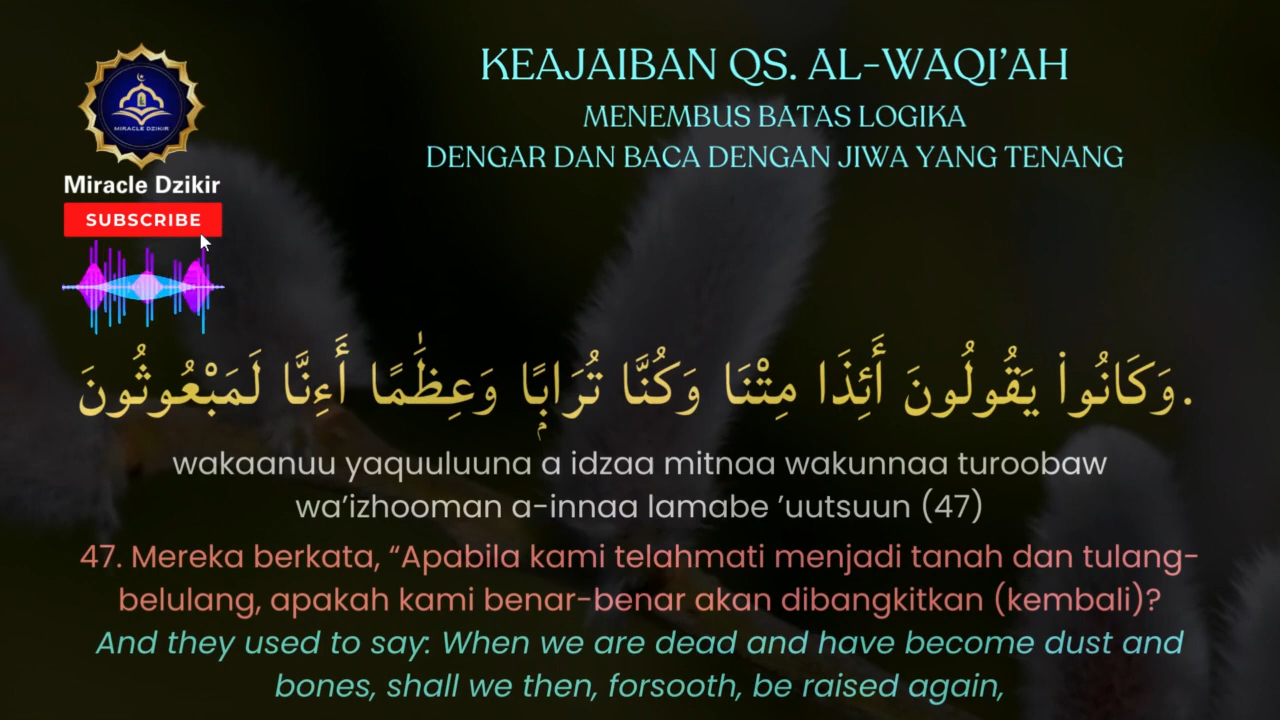 KEAJAIBAN QS. AL-WAQI'AH
MENEMBUS BATAS LOGIKA
DENGAR DAN BACA DENGAN JIWA YANG TENANG
MIRACLE DZIKIR
Miracle Dzikir
SUBSCRIBE
وَكَانُوا۟ يَقُولُونَ أَئِذَا مِتْنَا وَكُنَّا تُرَابًۭا وَعِظَٰمًا أَءِنَّا لَمَبْعُوثُونَ.
wakaanuu yaquuluuna a idzaa mitnaa wakunnaa turoobaw
wa'izhooman a-innaa lamabe 'uutsuun (47)
47. Mereka berkata, “Apabila kami telahmati menjadi tanah dan tulang-
belulang, apakah kami benar-benar akan dibangkitkan (kembali)?
And they used to say: When we are dead and have become dust and
bones, shall we then, forsooth, be raised again,